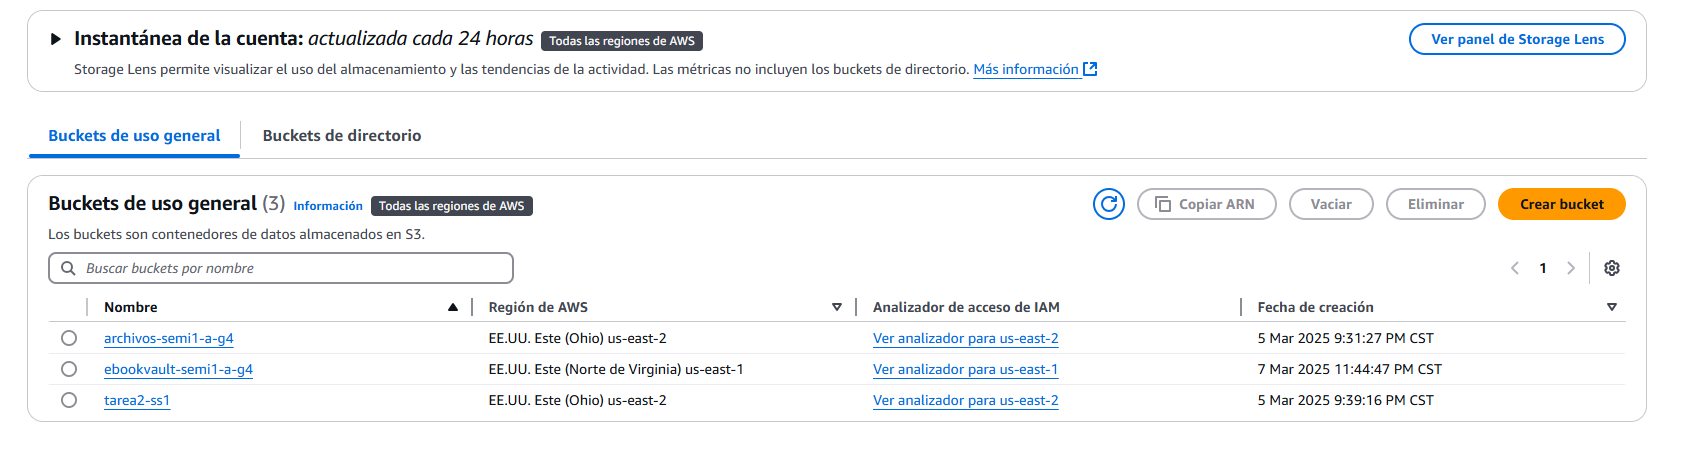 Instantánea de la cuenta: actualizada cada 24 horas Todas las regiones de AWS
Ver panel de Storage Lens
Storage Lens permite visualizar el uso del almacenamiento y las tendencias de la actividad. Las métricas no incluyen los buckets de directorio. Más información
Buckets de uso general Buckets de directorio
Buckets de uso general (3) Información Todas las regiones de AWS
Copiar ARN Vaciar Eliminar Crear bucket
Los buckets son contenedores de datos almacenados en S3.
Buscar buckets por nombre
1
Nombre Región de AWS Analizador de acceso de IAM Fecha de creación
archivos-semi1-a-g4 EE.UU. Este (Ohio) us-east-2 Ver analizador para us-east-2 5 Mar 2025 9:31:27 PM CST
ebookvault-semi1-a-g4 EE.UU. Este (Norte de Virginia) us-east-1 Ver analizador para us-east-1 7 Mar 2025 11:44:47 PM CST
tarea2-ss1 EE.UU. Este (Ohio) us-east-2 Ver analizador para us-east-2 5 Mar 2025 9:39:16 PM CST